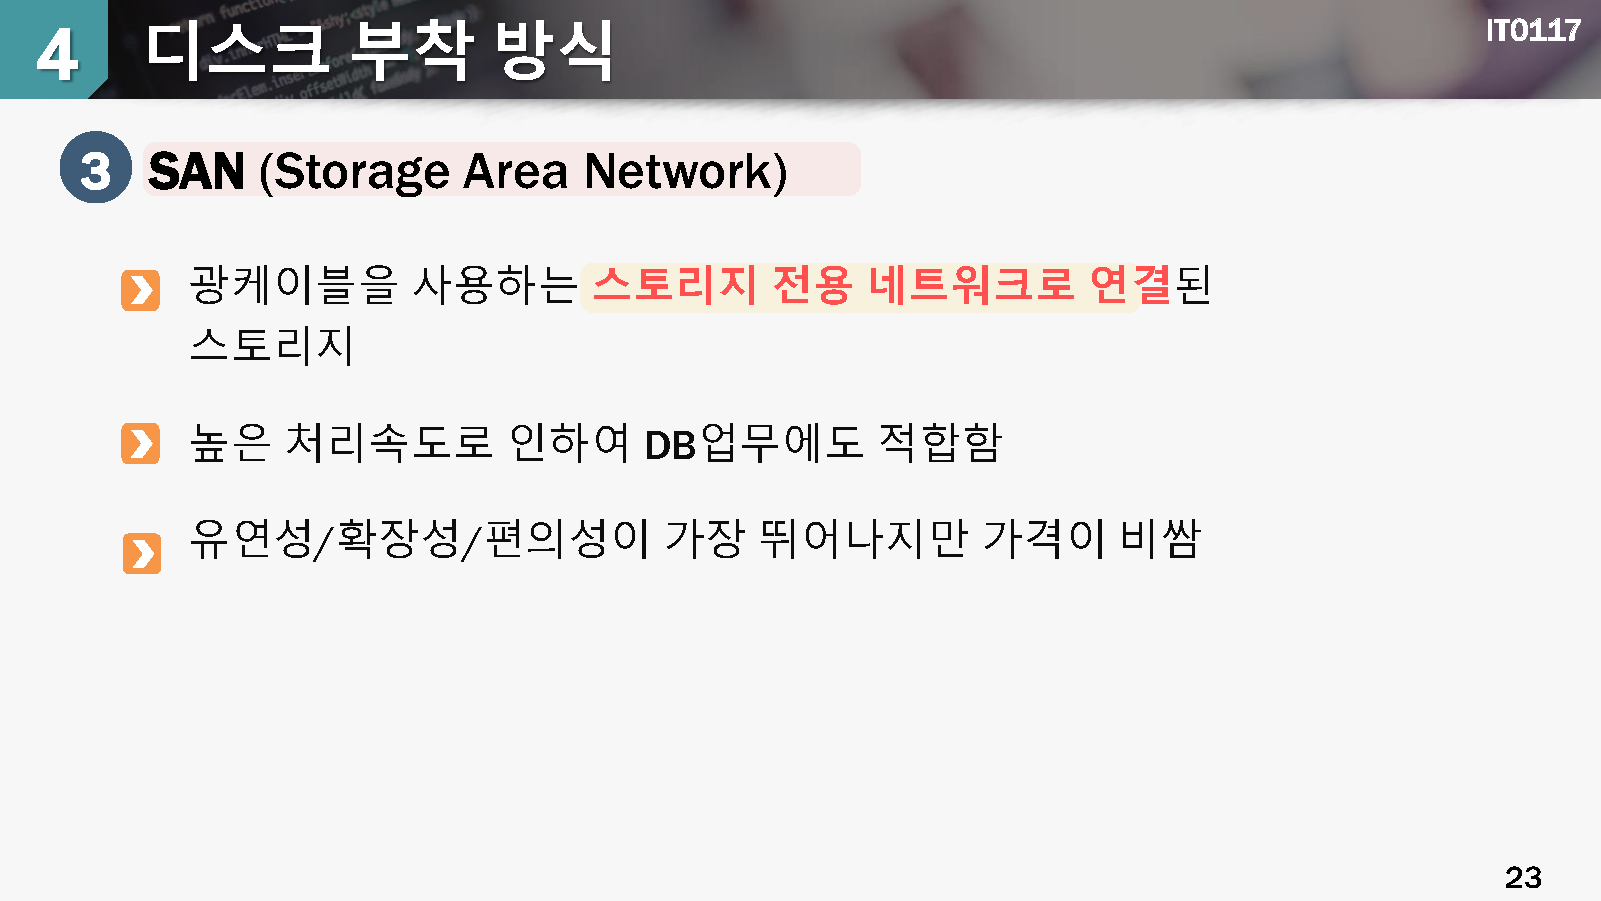 4 디스크 부착 방식
IT0117
3 SAN (Storage Area Network)
광케이블을 사용하는 스토리지 전용 네트워크로 연결된
스토리지
높은 처리속도로 인하여 DB업무에도 적합함
유연성/확장성/편의성이 가장 뛰어나지만 가격이 비쌈
23